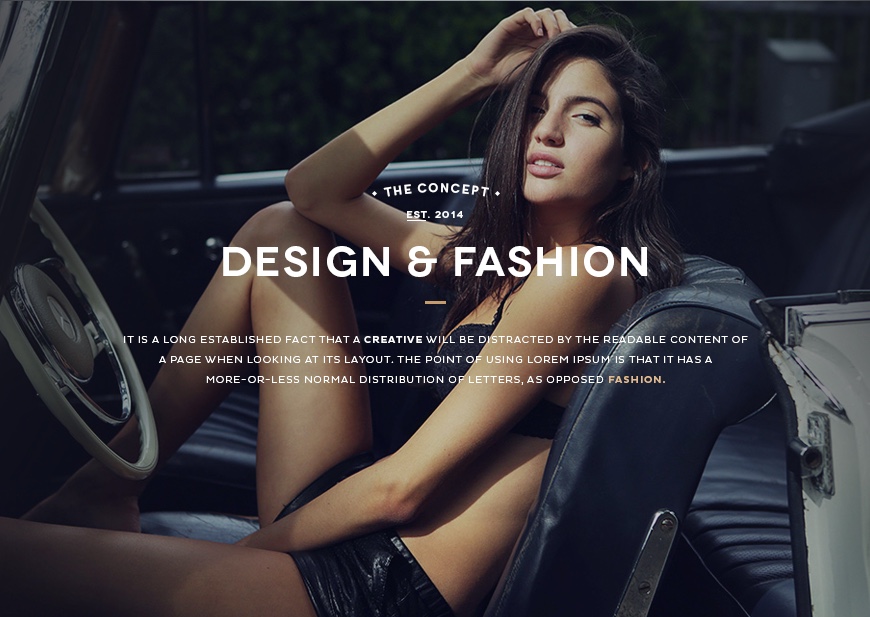 THE CONCEPT
EST. 2014
DESIGN & FASHION
IT IS A LONG ESTABLISHED FACT THAT A CREATIVE WILL BE DISTRACTED BY THE READABLE CONTENT OF
A PAGE WHEN LOOKING AT ITS LAYOUT. THE POINT OF USING LOREM IPSUM IS THAT IT HAS A
MORE-OR-LESS NORMAL DISTRIBUTION OF LETTERS, AS OPPOSED FASHION.